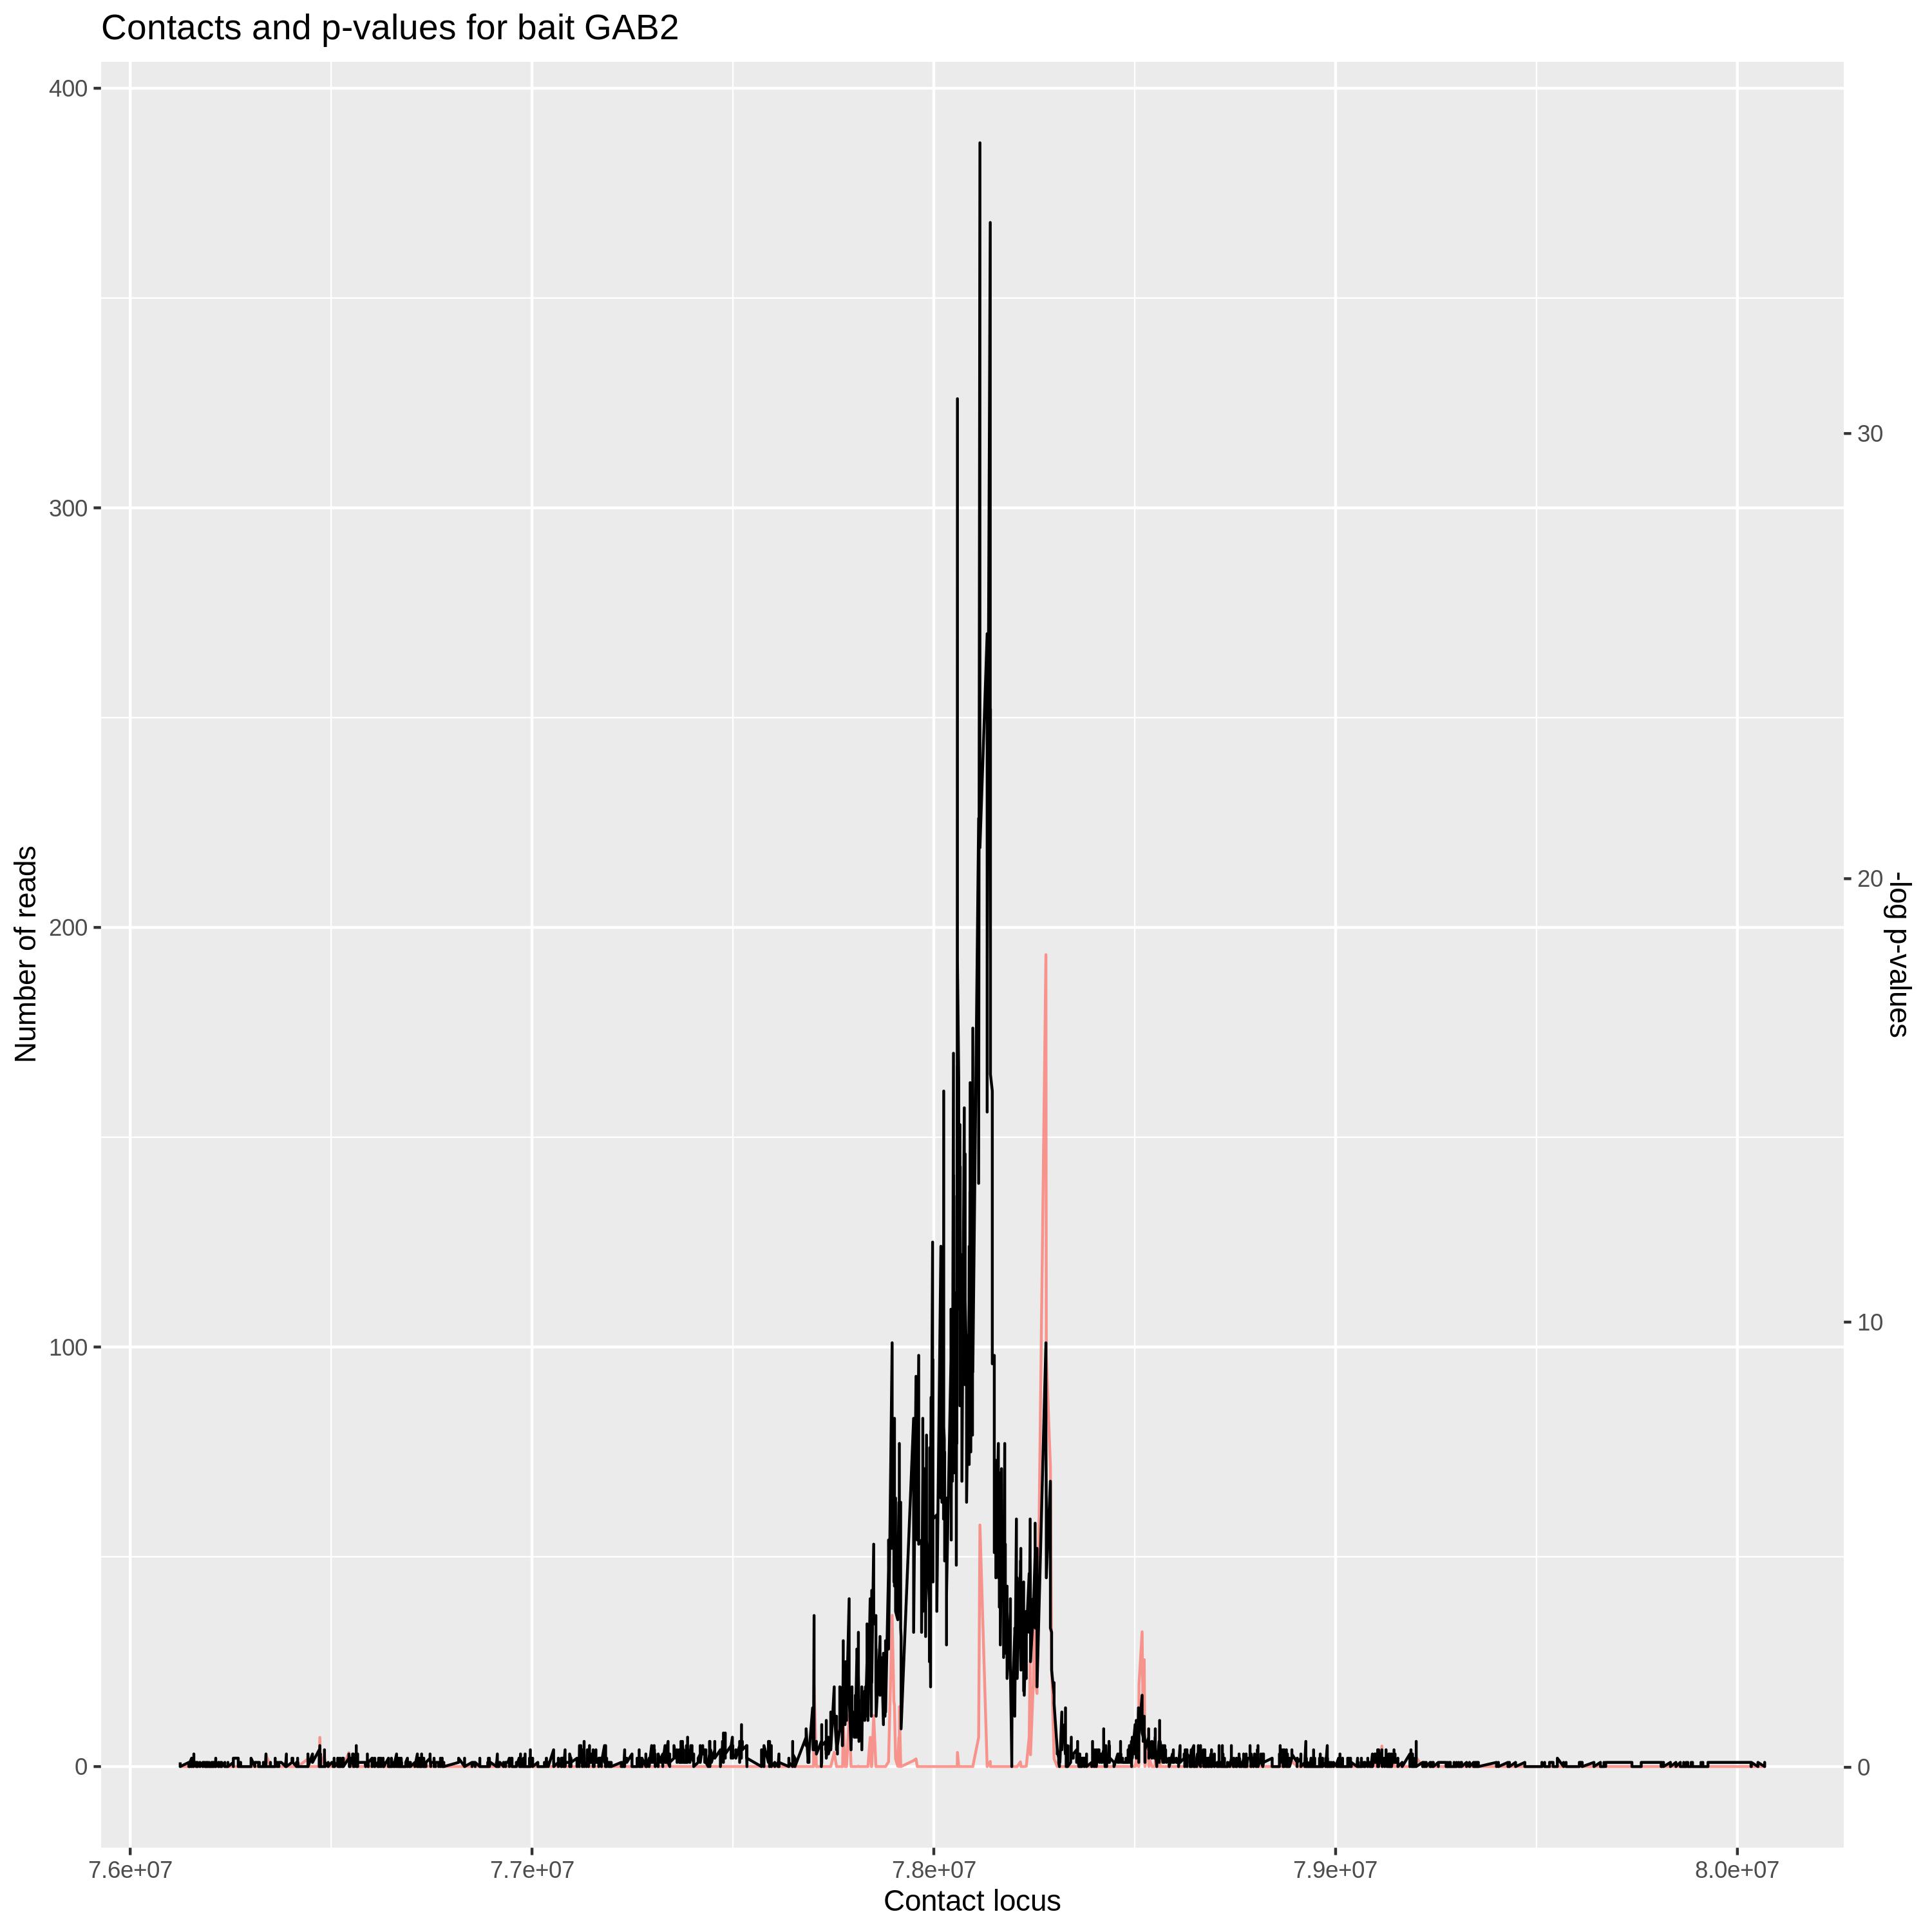 Contacts and p-values for bait GAB2
400
300
200
100
0
Number of reads
30
20
10
0
-log p-values
7.6e+07 7.7e+07 7.8e+07 7.9e+07 8.0e+07
Contact locus